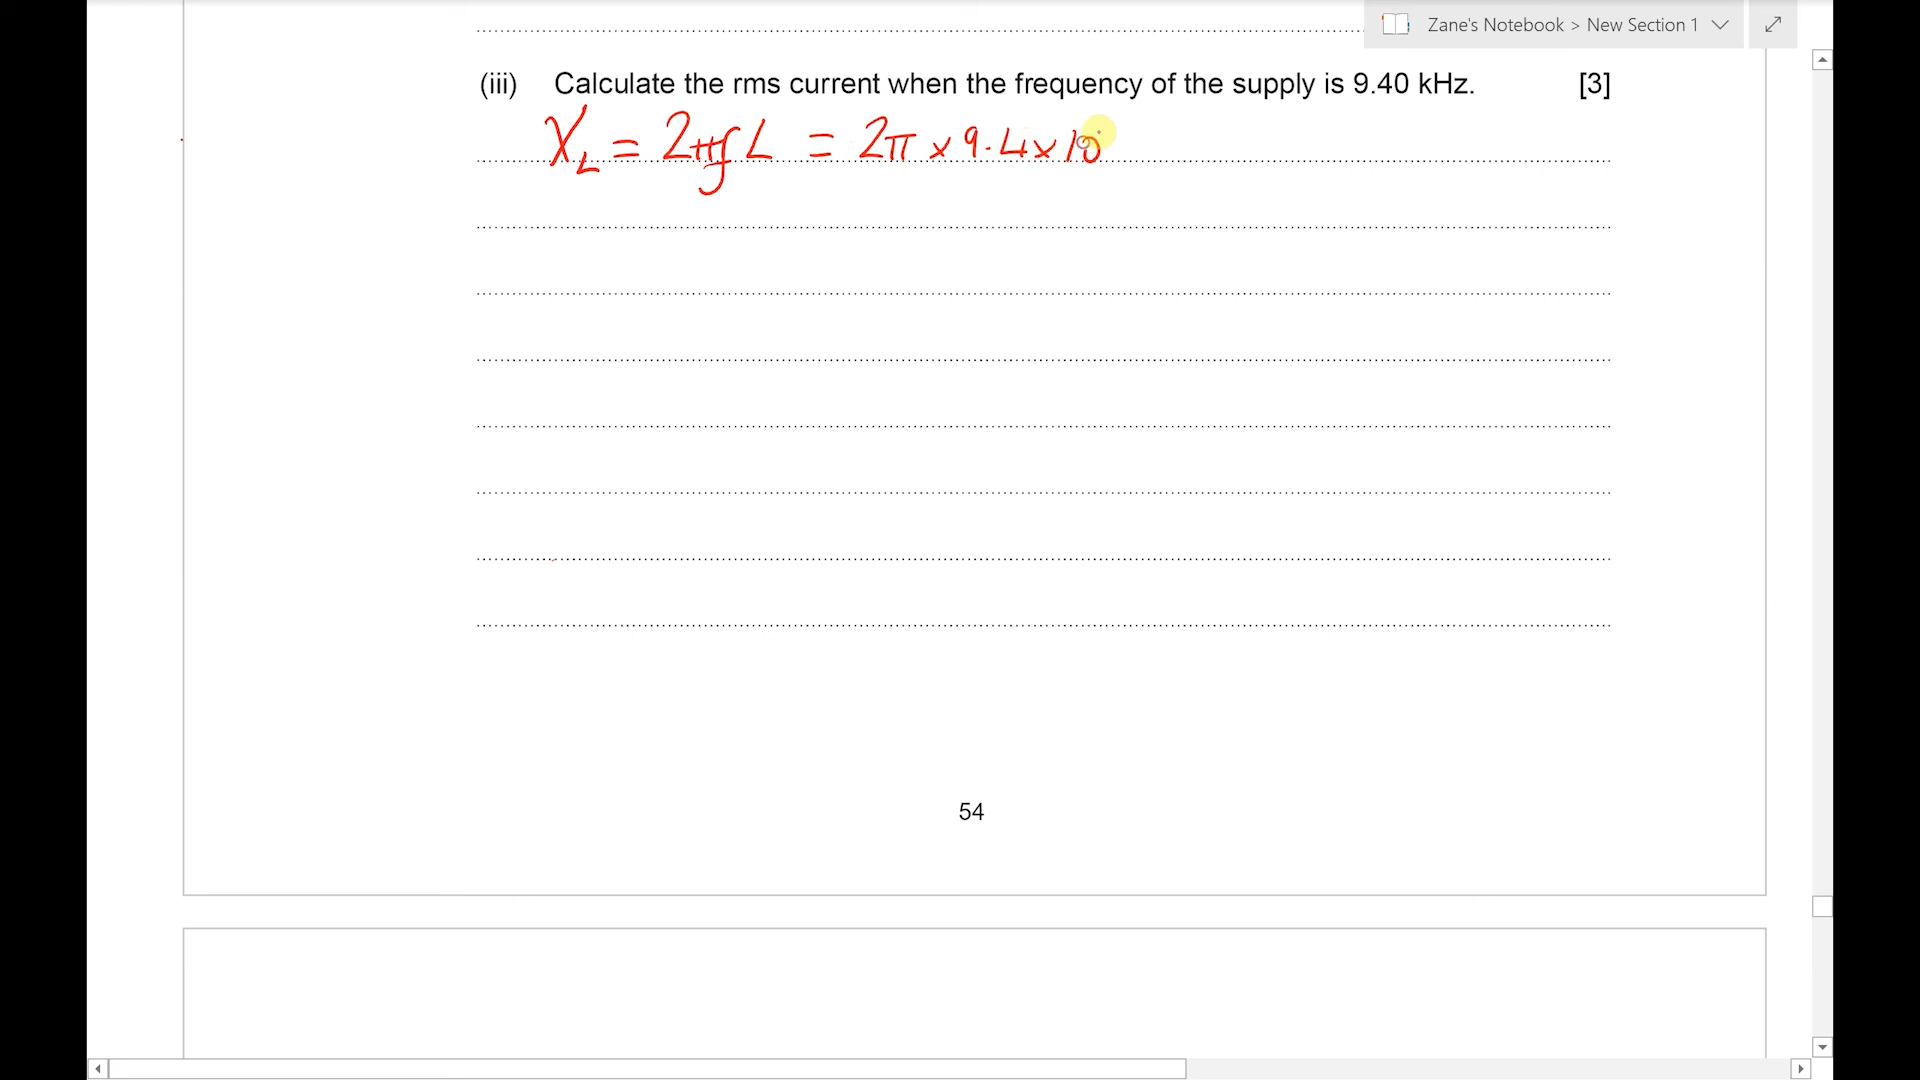 Zane's Notebook > New Section 1
(iii) Calculate the rms current when the frequency of the supply is 9.40 kHz. [3]
X_L = 2πfL = 2π × 9.4 × 10
54